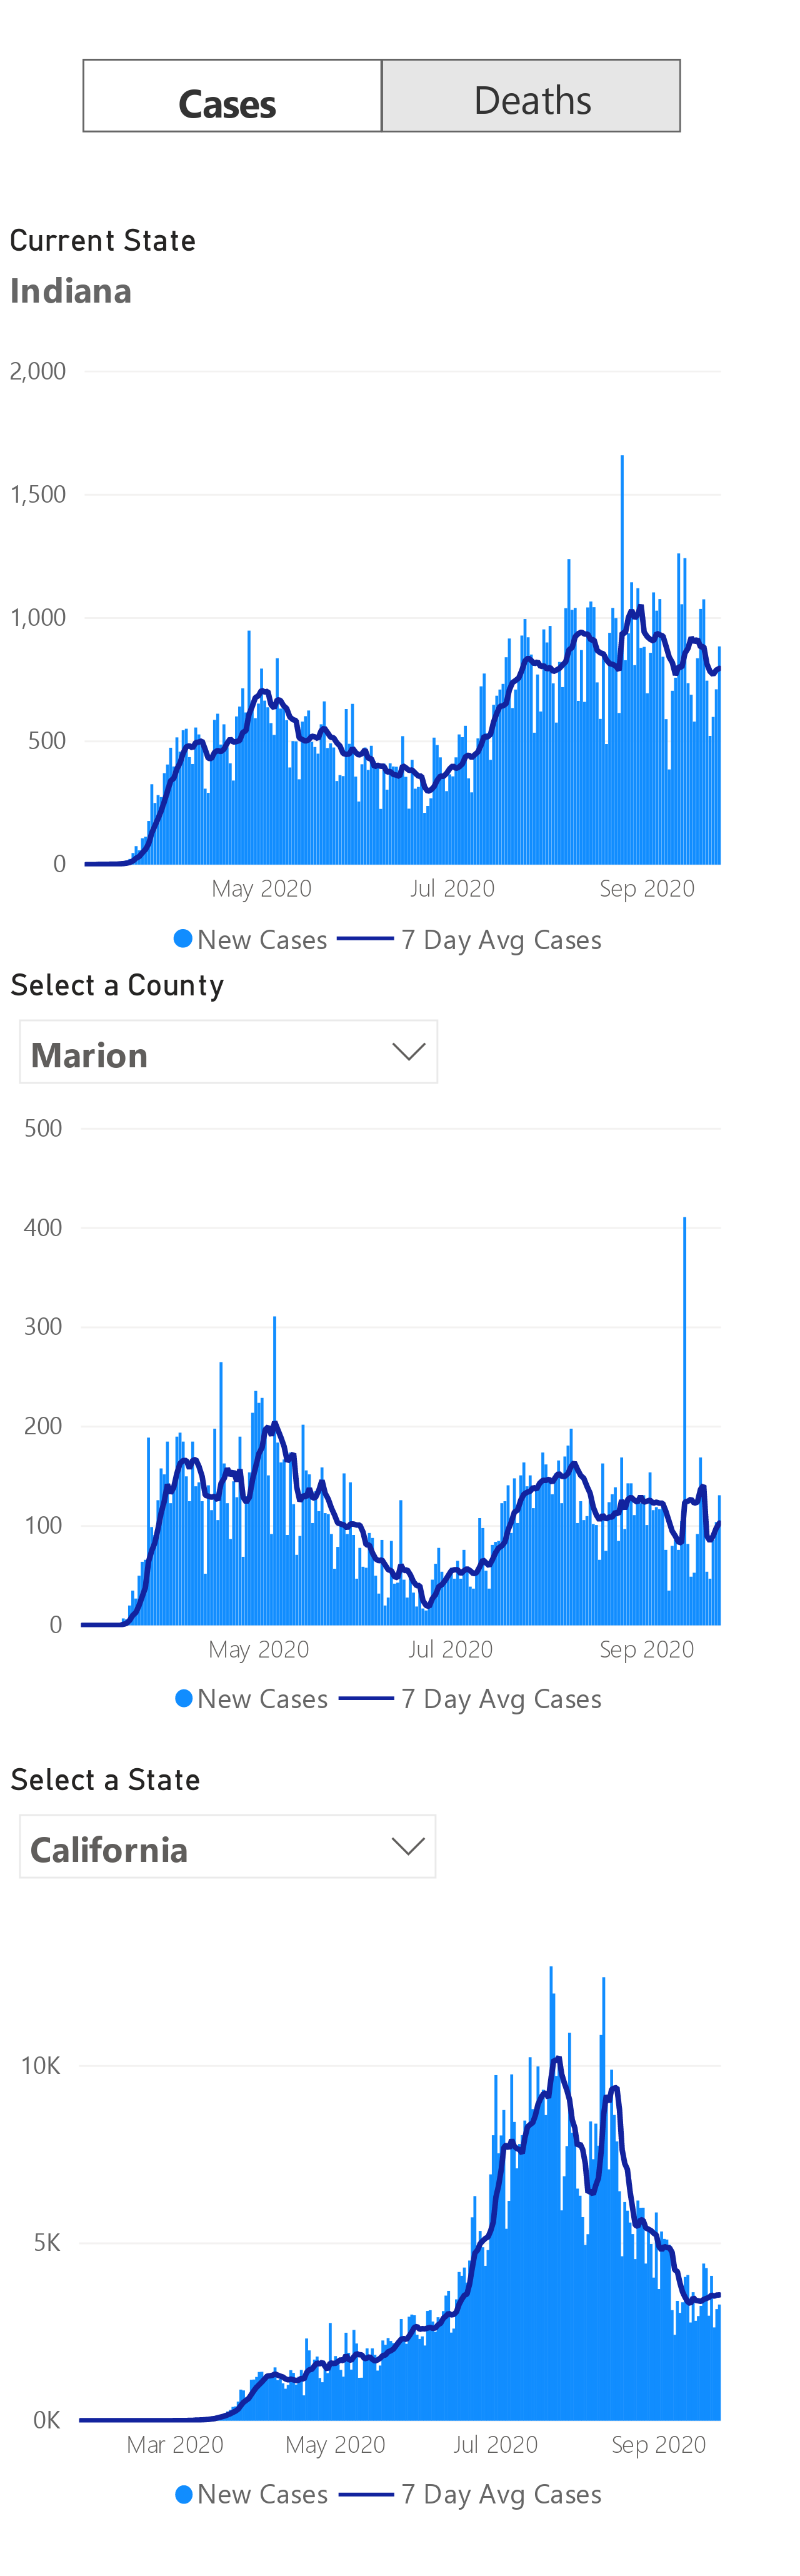 Cases Deaths
Current State
Indiana
2,000
1,500
1,000
500
0
May 2020 Jul 2020 Sep 2020
New Cases 7 Day Avg Cases
Select a County
Marion
500
400
300
200
100
0
May 2020 Jul 2020 Sep 2020
New Cases 7 Day Avg Cases
Select a State
California
10K
5K
0K
Mar 2020 May 2020 Jul 2020 Sep 2020
New Cases 7 Day Avg Cases